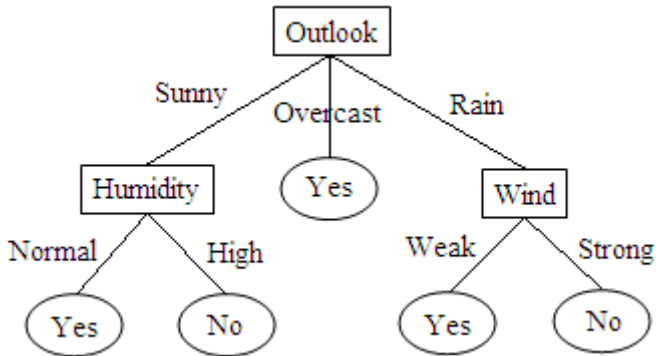 Outlook
Sunny
Overcast
Rain
Humidity
Yes
Wind
Normal
High
Weak
Strong
Yes
No
Yes
No